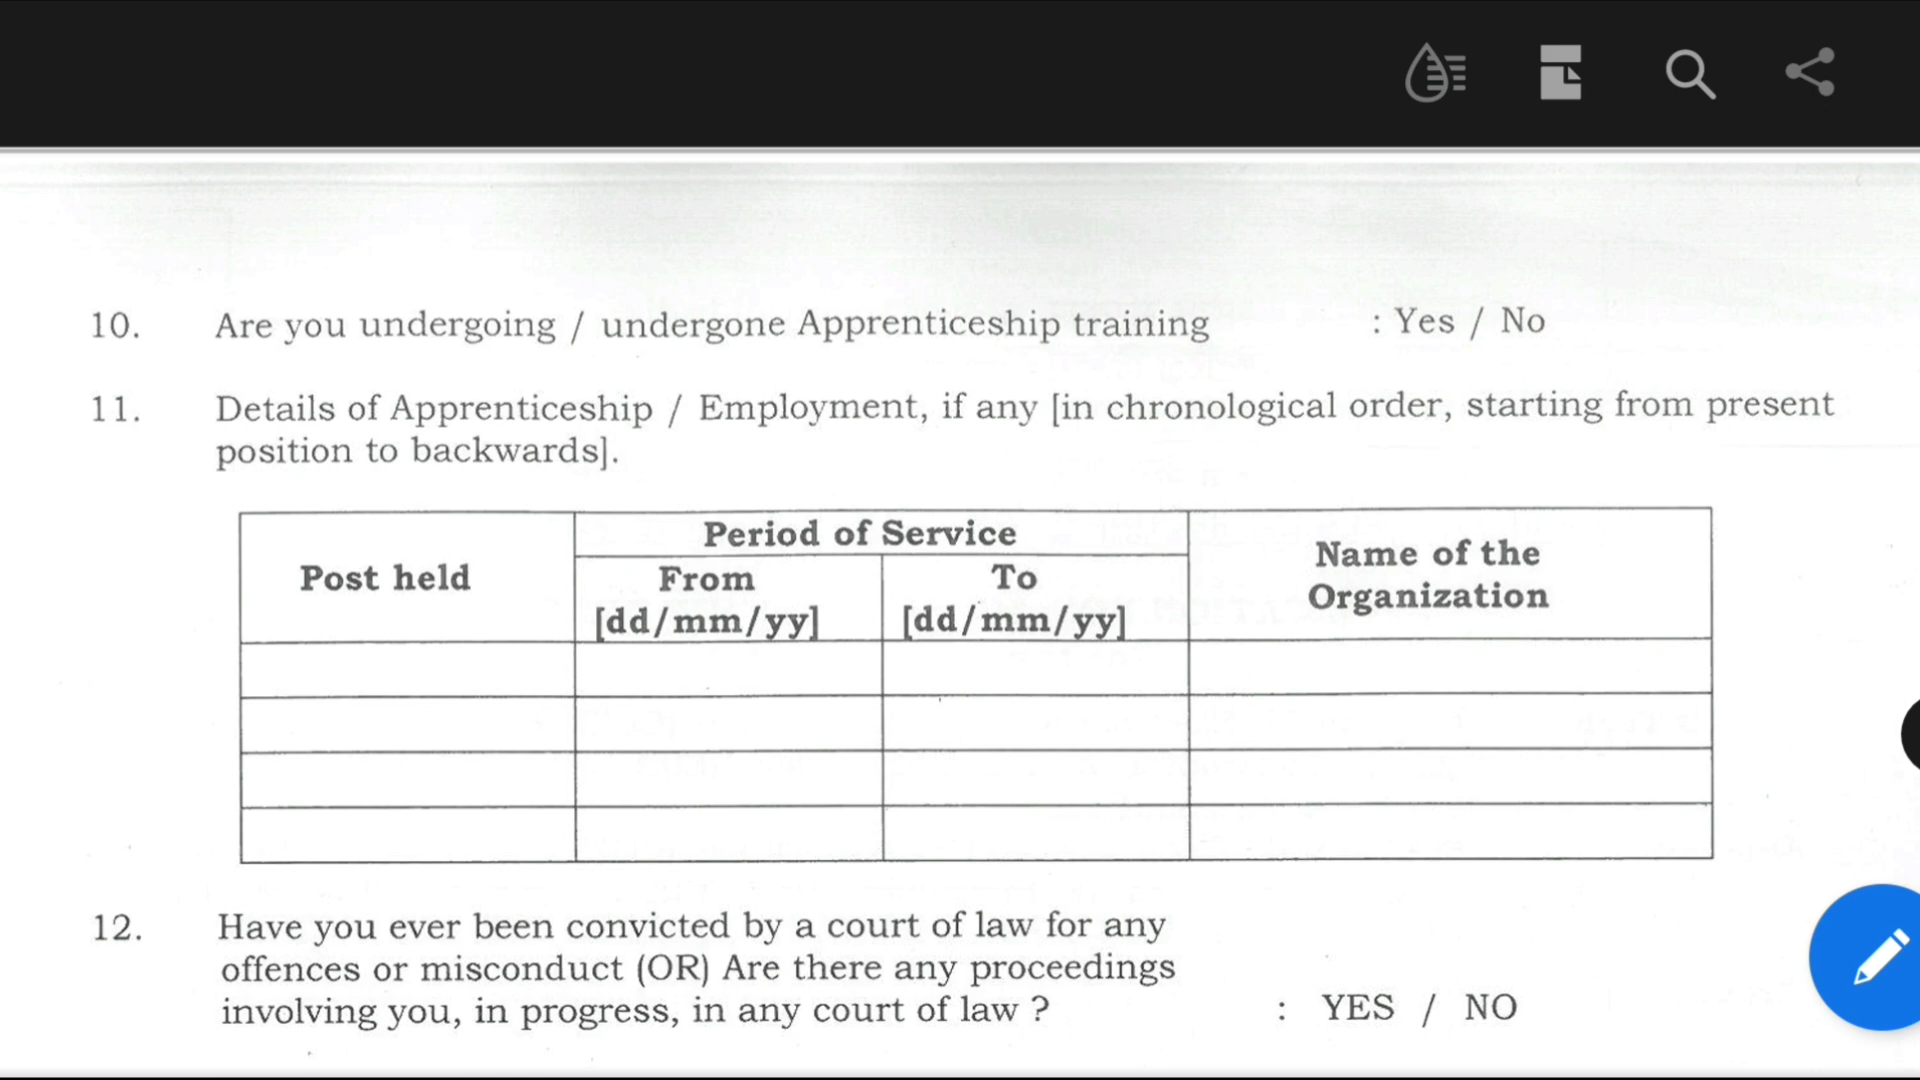 10. Are you undergoing / undergone Apprenticeship training : Yes / No
11. Details of Apprenticeship / Employment, if any [in chronological order, starting from present
position to backwards].
Post held
Period of Service
From
[dd/mm/yy]
To
[dd/mm/yy]
Name of the
Organization
12. Have you ever been convicted by a court of law for any
offences or misconduct (OR) Are there any proceedings
involving you, in progress, in any court of law ? : YES / NO